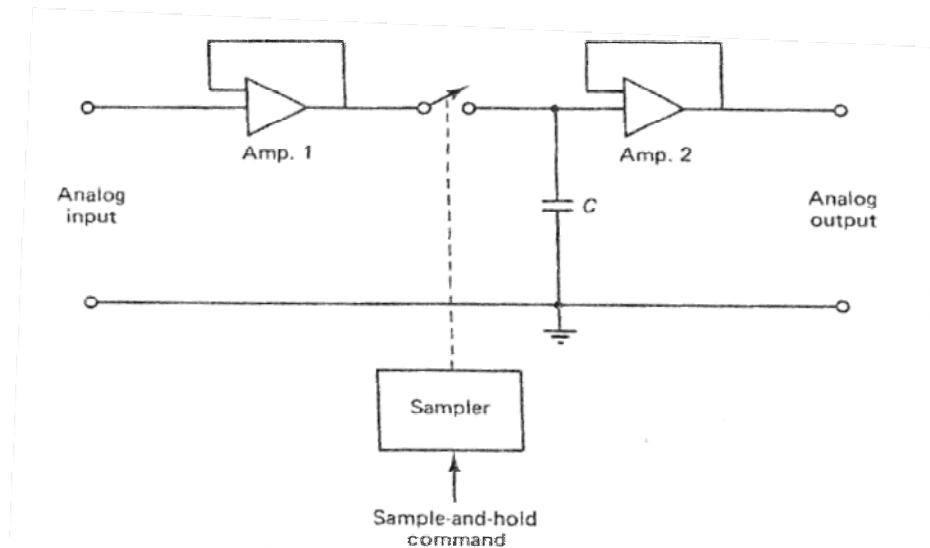 Amp. 1
Amp. 2
Analog
input
C
Analog
output
Sampler
Sample-and-hold
command